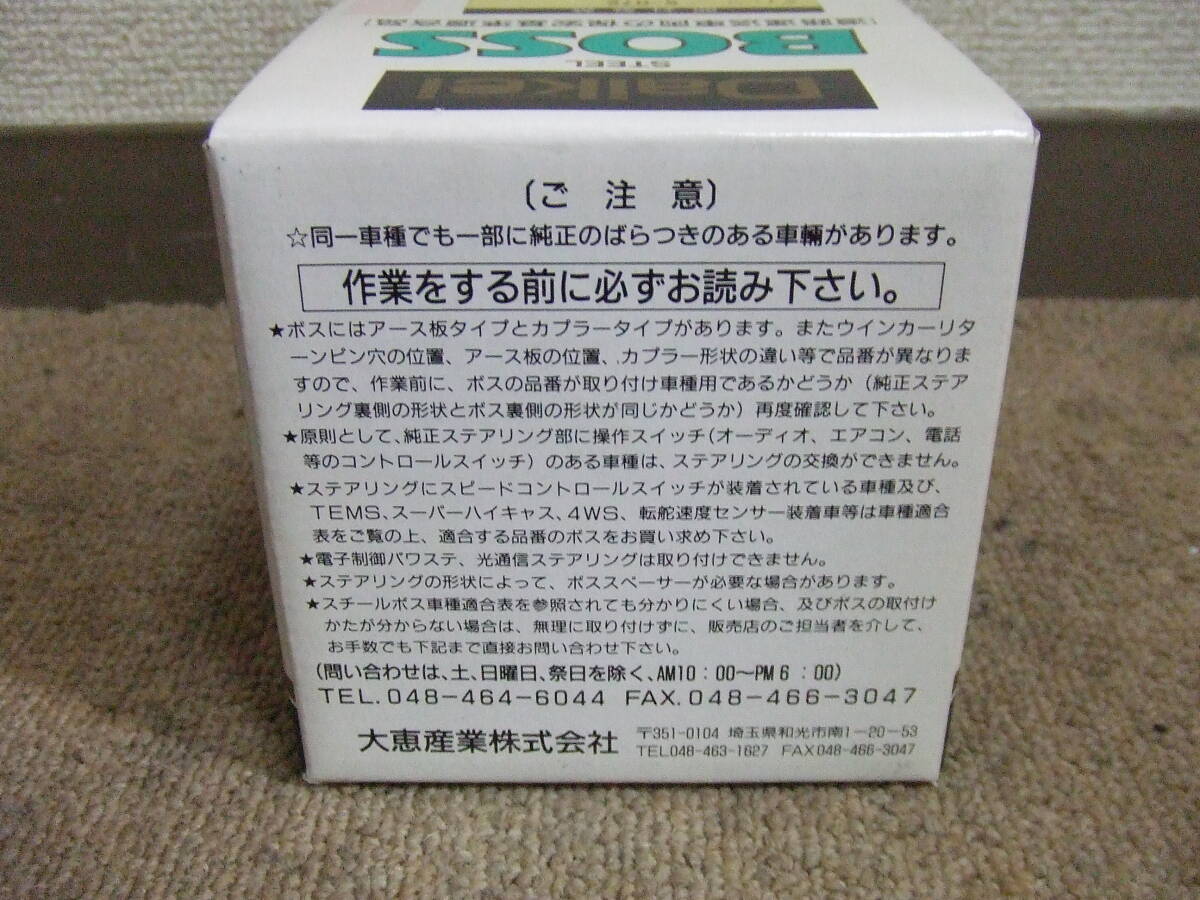 [道路運送車両の保安基準適合品]
BOSS
STEEL
Daikei
〔ご注意〕
☆同一車種でも一部に純正のばらつきのある車輛があります。
作業をする前に必ずお読み下さい。
★ボスにはアース板タイプとカプラータイプがあります。またウインカーリタ
ーンピン穴の位置、アース板の位置、カプラー形状の違い等で品番が異なりま
すので、作業前に、ボスの品番が取り付け車種用であるかどうか（純正ステア
リング裏側の形状とボス裏側の形状が同じかどうか）再度確認して下さい。
★原則として、純正ステアリング部に操作スイッチ（オーディオ、エアコン、電話
等のコントロールスイッチ）のある車種は、ステアリングの交換ができません。
★ステアリングにスピードコントロールスイッチが装着されている車種及び、
TEMS、スーパーハイキャス、4WS、転舵速度センサー装着車等は車種適合
表をご覧の上、適合する品番のボスをお買い求め下さい。
★電子制御パワステ、光通信ステアリングは取り付けできません。
★ステアリングの形状によって、ボススペーサーが必要な場合があります。
★スチールボス車種適合表を参照されても分かりにくい場合、及びボスの取付け
かたが分からない場合は、無理に取り付けずに、販売店のご担当者を介して、
お手数でも下記まで直接お問い合わせ下さい。
（問い合わせは、土、日曜日、祭日を除く、AM10：00〜PM6：00）
TEL.048-464-6044 FAX.048-466-3047
大恵産業株式会社
〒351-0104 埼玉県和光市南1-20-53
TEL048-463-1627 FAX048-466-3047